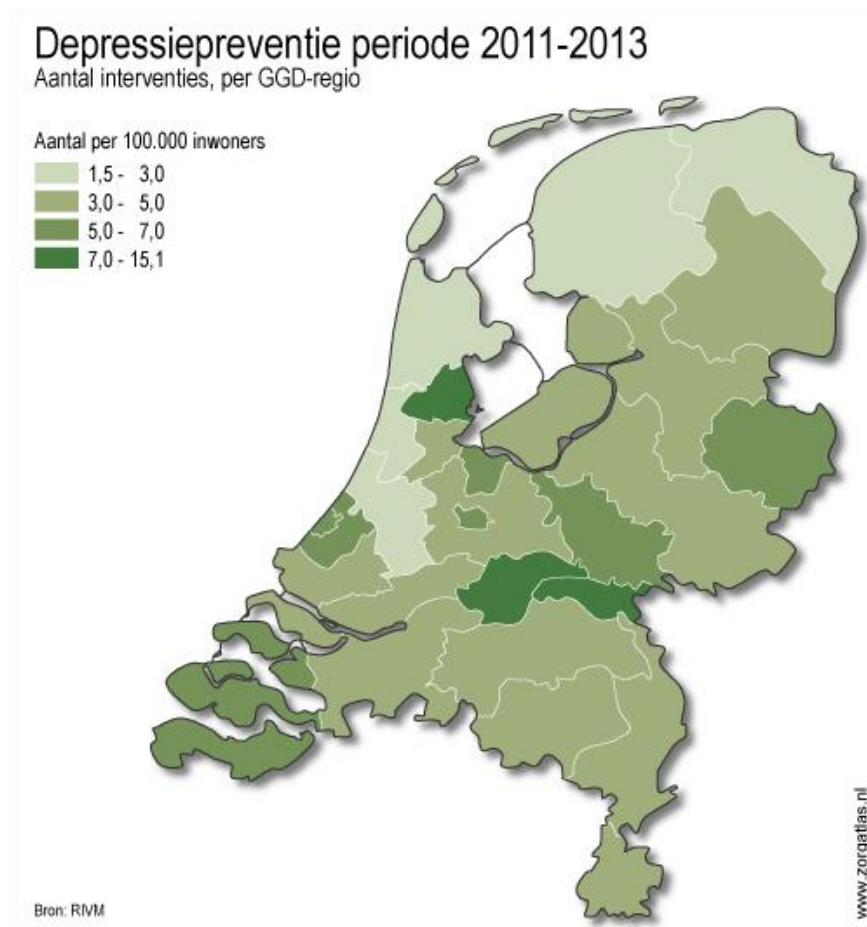 Depressiepreventie periode 2011-2013
Aantal interventies, per GGD-regio
Aantal per 100.000 inwoners
1,5 - 3,0
3,0 - 5,0
5,0 - 7,0
7,0 - 15,1
Bron: RIVM
www.zorgatlas.nl